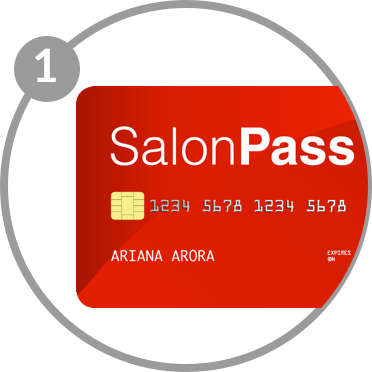 1
SalonPass
1234 5678 1234 5678
ARIANA ARORA
EXPIRES
ON